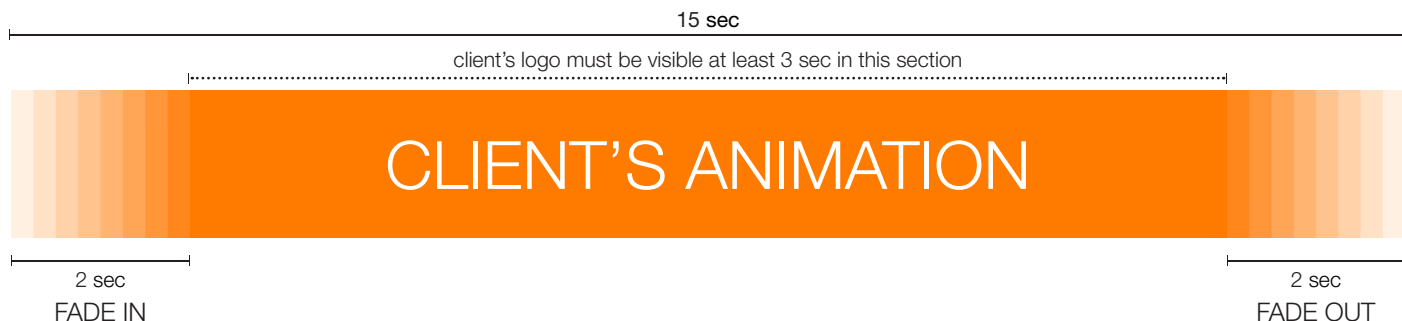 15 sec
client’s logo must be visible at least 3 sec in this section
CLIENT’S ANIMATION
2 sec
FADE IN
2 sec
FADE OUT